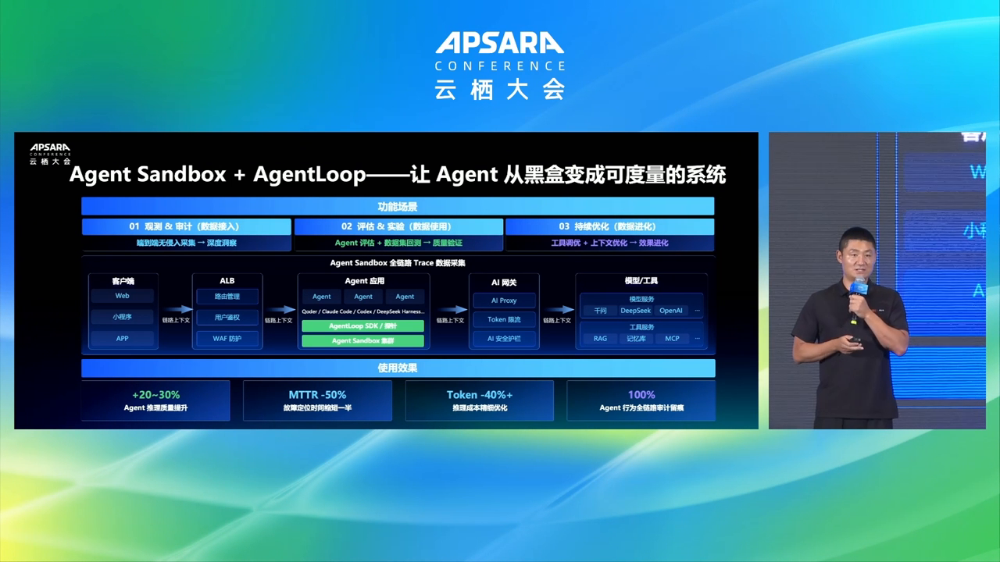 APSARA
CONFERENCE
云栖大会
APSARA
CONFERENCE
云栖大会
Agent Sandbox + AgentLoop——让 Agent 从黑盒变成可度量的系统
功能场景
01 观测 & 审计（数据接入）
02 评估 & 实验（数据使用）
03 持续优化（数据进化）
端到端无侵入采集 → 深度洞察
Agent 评估 + 数据集回测 → 质量验证
工具调优 + 上下文优化 → 效果进化
Agent Sandbox 全链路 Trace 数据采集
客户端
Web
小程序
APP
链路上下文
ALB
路由管理
用户鉴权
WAF 防护
链路上下文
Agent 应用
Agent Agent Agent
Qoder / Claude Code / Codex / DeepSeek Harness...
AgentLoop SDK / 探针
Agent Sandbox 集群
链路上下文
AI 网关
AI Proxy
Token 限流
AI 安全护栏
链路上下文
模型/工具
模型服务
千问 DeepSeek OpenAI ...
工具服务
RAG 记忆库 MCP ...
使用效果
+20~30%
Agent 推理质量提升
MTTR -50%
故障定位时间缩短一半
Token -40%+
推理成本精细优化
100%
Agent 行为全链路审计留痕